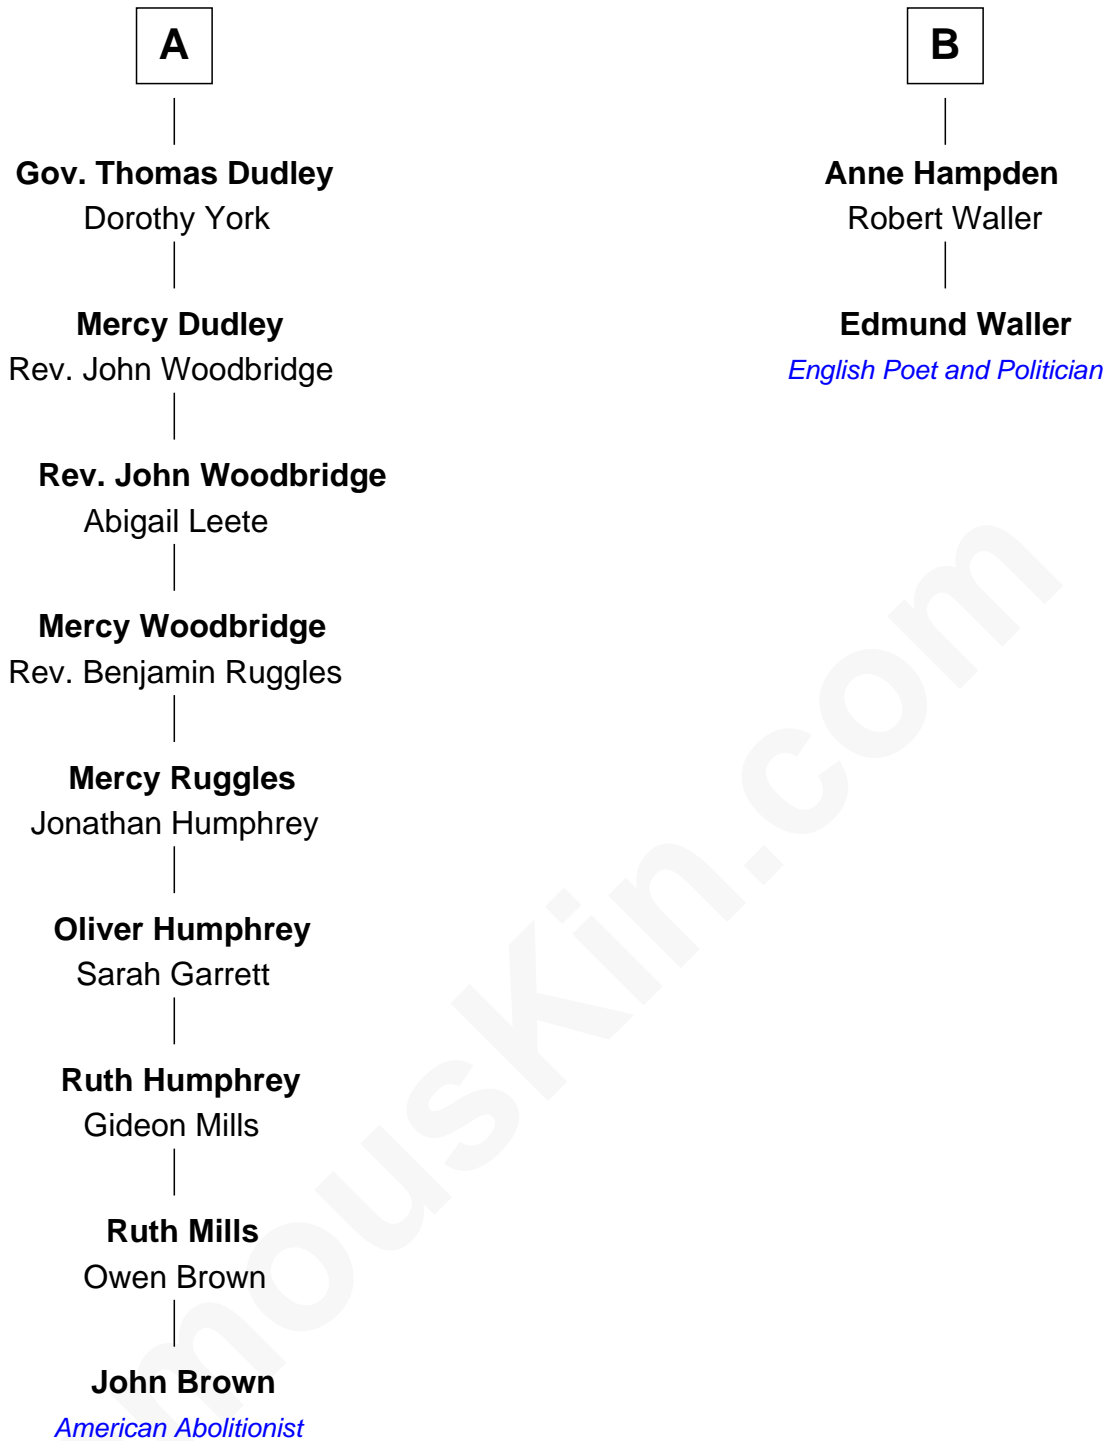 A
Gov. Thomas Dudley
Dorothy York
Mercy Dudley
Rev. John Woodbridge
Rev. John Woodbridge
Abigail Leete
Mercy Woodbridge
Rev. Benjamin Ruggles
Mercy Ruggles
Jonathan Humphrey
Oliver Humphrey
Sarah Garrett
Ruth Humphrey
Gideon Mills
Ruth Mills
Owen Brown
John Brown
American Abolitionist
B
Anne Hampden
Robert Waller
Edmund Waller
English Poet and Politician
mouskin.com